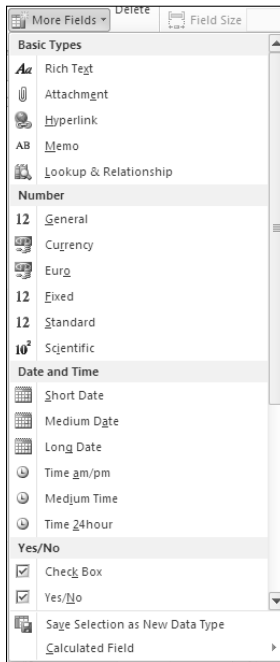 More Fields
Delete
Field Size
Basic Types
Aa Rich Text
Attachment
Hyperlink
AB Memo
Lookup & Relationship
Number
12 General
Currency
Euro
12 Fixed
12 Standard
10² Scientific
Date and Time
Short Date
Medium Date
Long Date
Time am/pm
Medium Time
Time 24hour
Yes/No
Check Box
Yes/No
Save Selection as New Data Type
Calculated Field